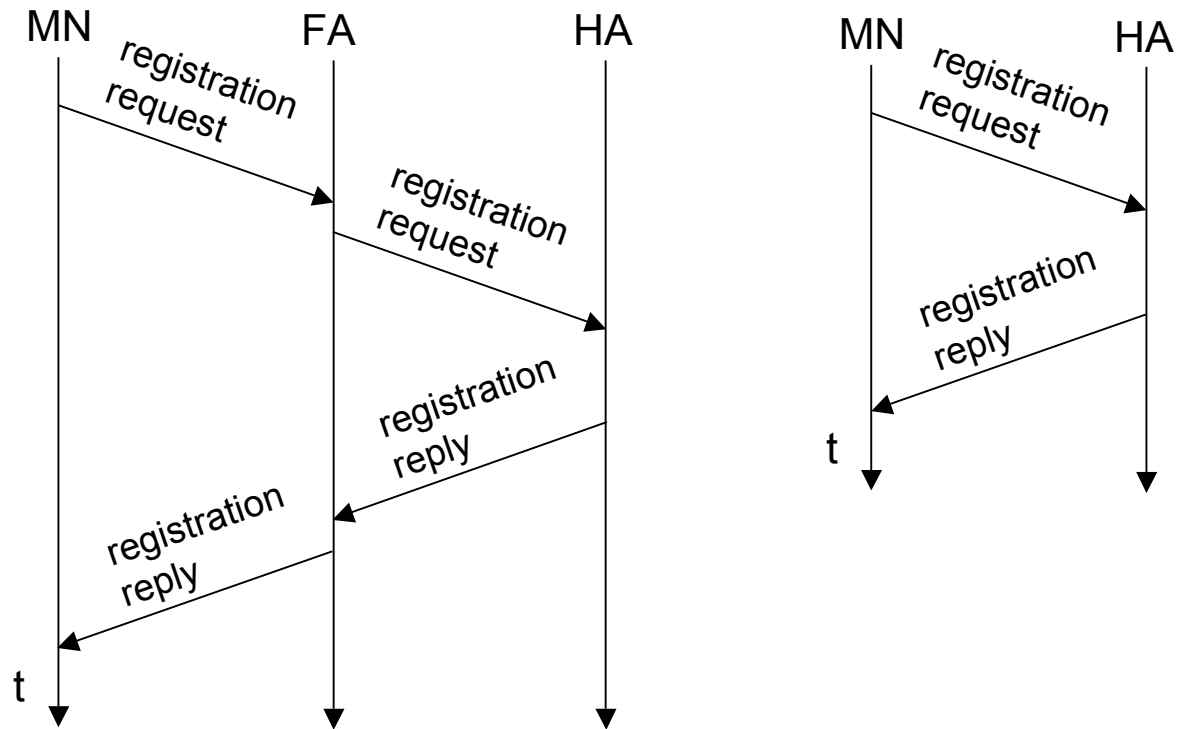 MN
FA
HA
registration
request
registration
request
registration
reply
registration
reply
t
MN
HA
registration
request
registration
reply
t